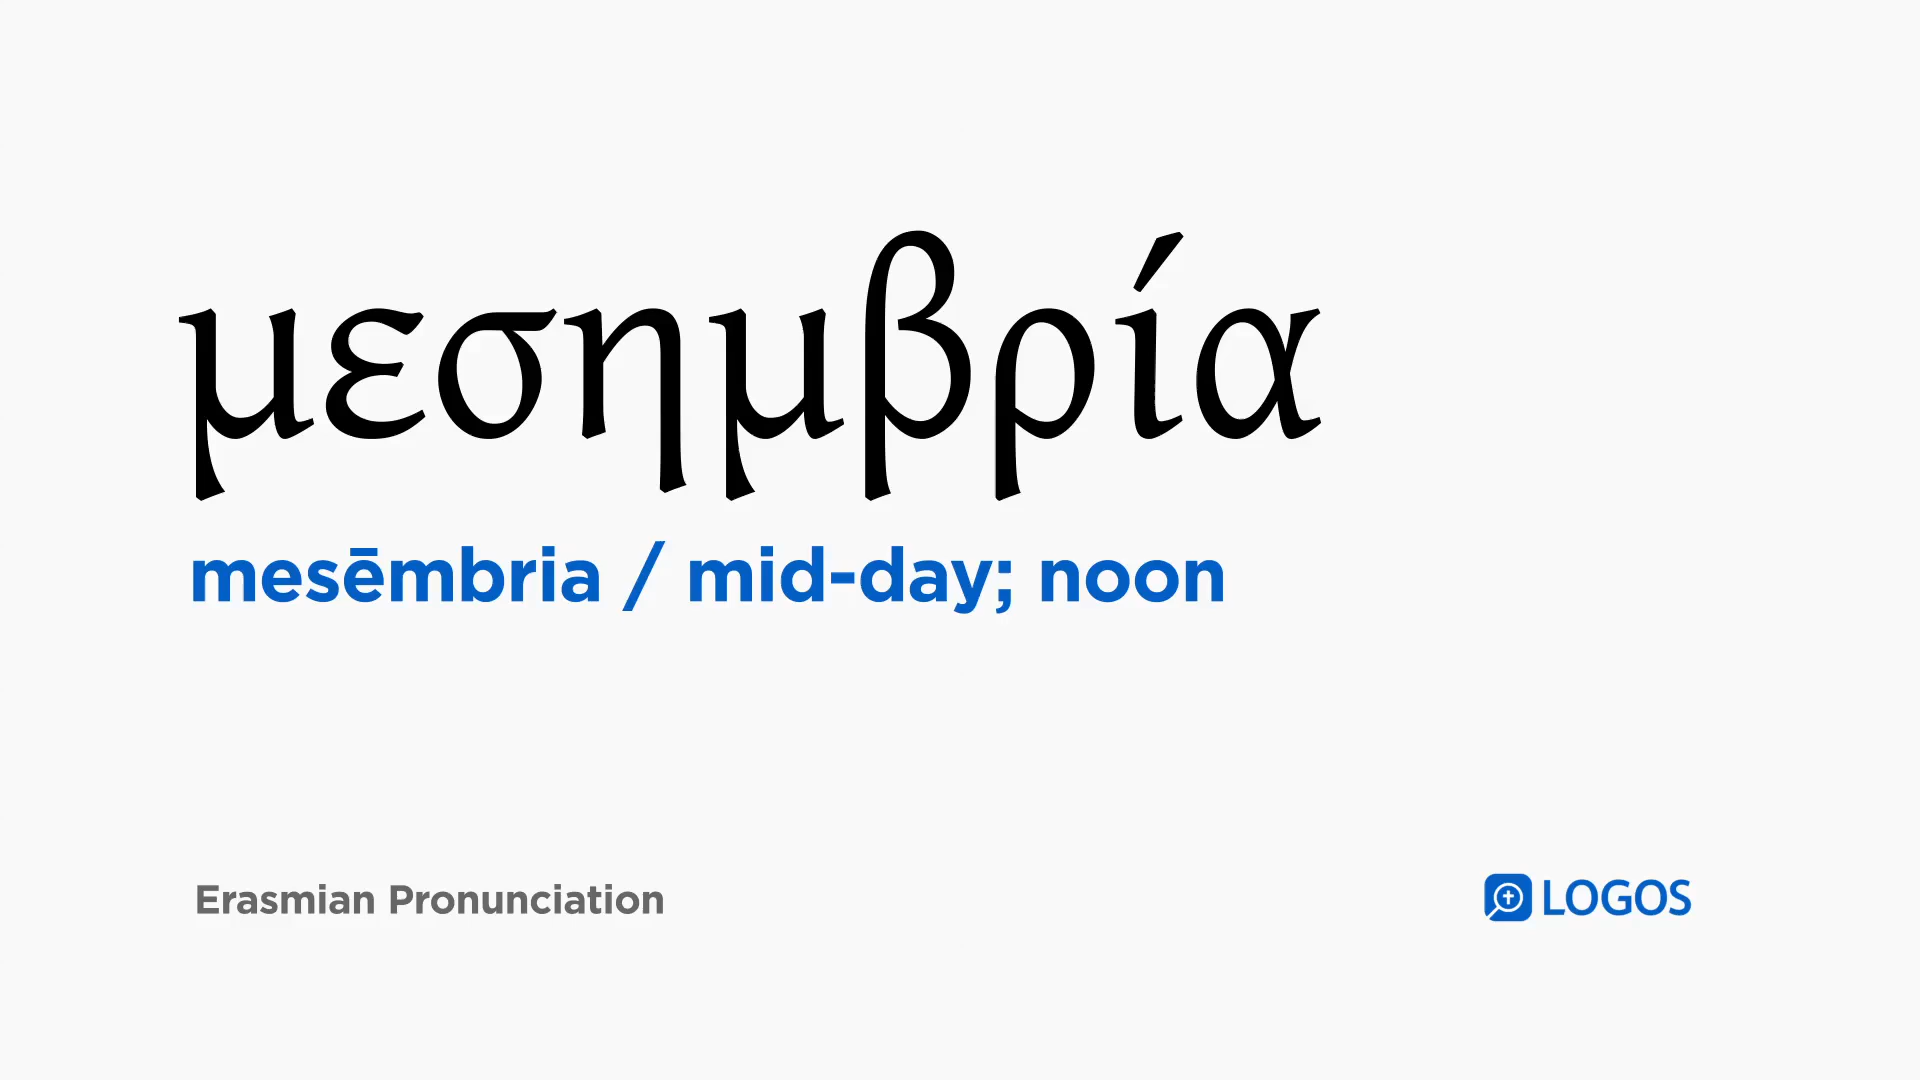 μεσημβρία
mesēmbria / mid-day; noon
Erasmian Pronunciation
LOGOS